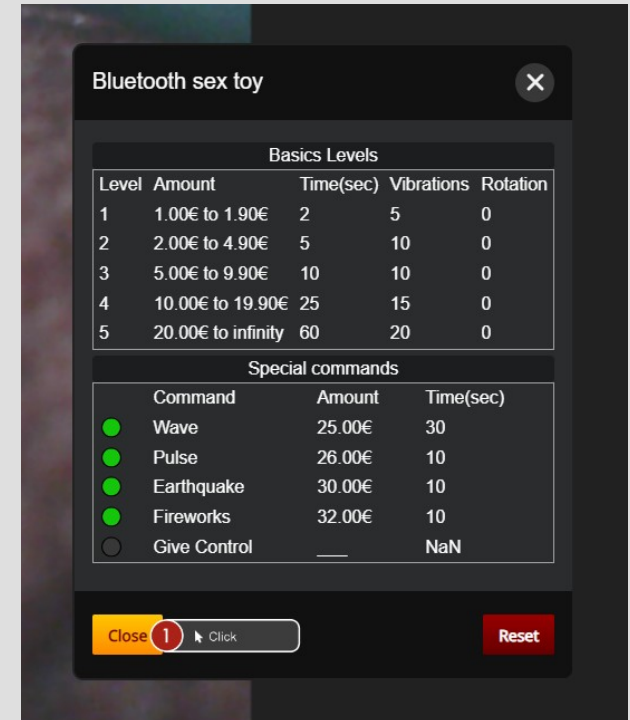 Bluetooth sex toy
Basics Levels
Level Amount Time(sec) Vibrations Rotation
1 1.00€ to 1.90€ 2 5 0
2 2.00€ to 4.90€ 5 10 0
3 5.00€ to 9.90€ 10 10 0
4 10.00€ to 19.90€ 25 15 0
5 20.00€ to infinity 60 20 0
Special commands
Command Amount Time(sec)
Wave 25.00€ 30
Pulse 26.00€ 10
Earthquake 30.00€ 10
Fireworks 32.00€ 10
Give Control ___ NaN
Close 1 Click Reset